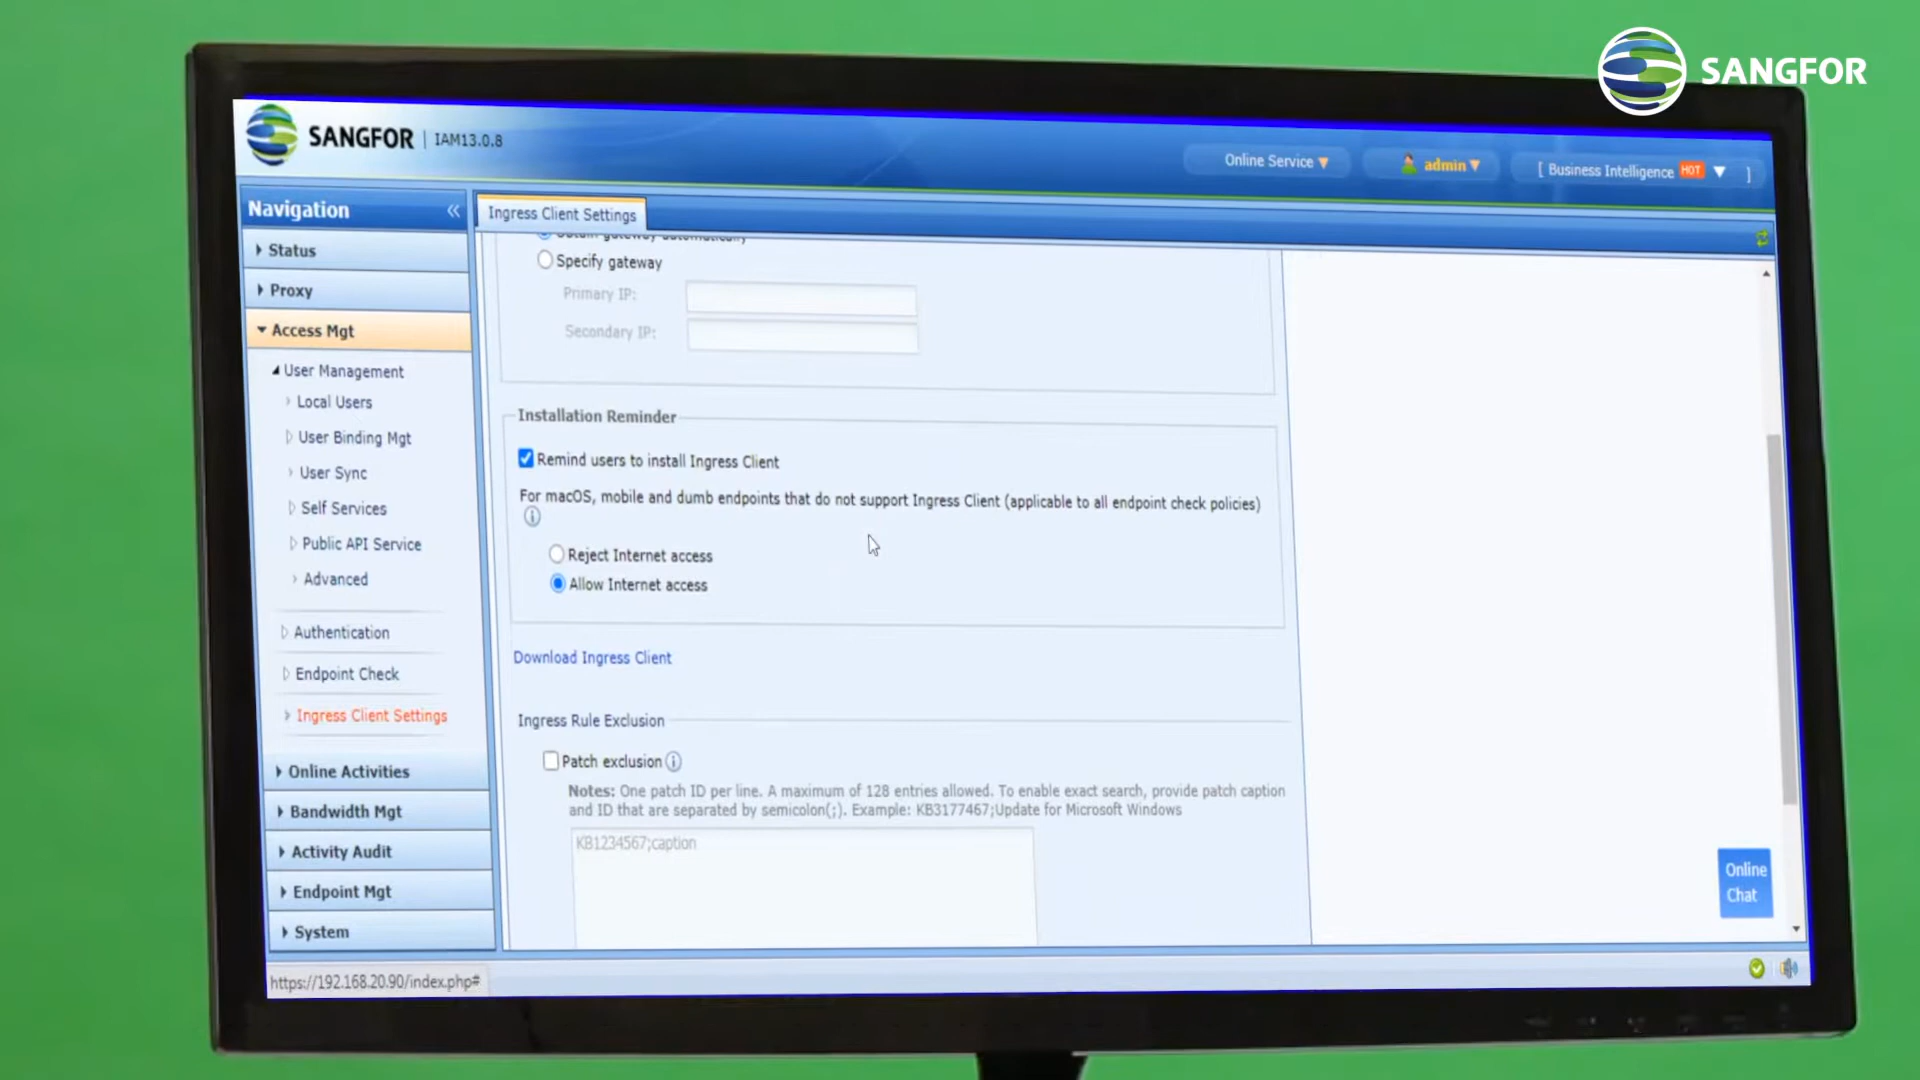 SANGFOR
SANGFOR | IAM13.0.8
Online Service
admin
[ Business Intelligence HOT ]
Navigation
Ingress Client Settings
Status
Proxy
Access Mgt
User Management
Local Users
User Binding Mgt
User Sync
Self Services
Public API Service
Advanced
Authentication
Endpoint Check
Ingress Client Settings
Online Activities
Bandwidth Mgt
Activity Audit
Endpoint Mgt
System
https://192.168.20.90/index.php#
Obtain gateway automatically
Specify gateway
Primary IP:
Secondary IP:
Installation Reminder
Remind users to install Ingress Client
For macOS, mobile and dumb endpoints that do not support Ingress Client (applicable to all endpoint check policies)
Reject Internet access
Allow Internet access
Download Ingress Client
Ingress Rule Exclusion
Patch exclusion
Notes: One patch ID per line. A maximum of 128 entries allowed. To enable exact search, provide patch caption
and ID that are separated by semicolon(;). Example: KB3177467;Update for Microsoft Windows
KB1234567;caption
Online
Chat